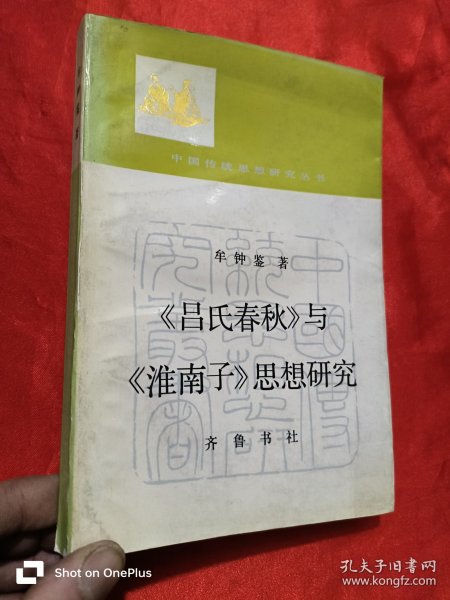 中国传统思想研究丛书
牟钟鉴 著
《吕氏春秋》与
《淮南子》思想研究
齐鲁书社
Shot on OnePlus
孔夫子旧书网
www.kongfz.com